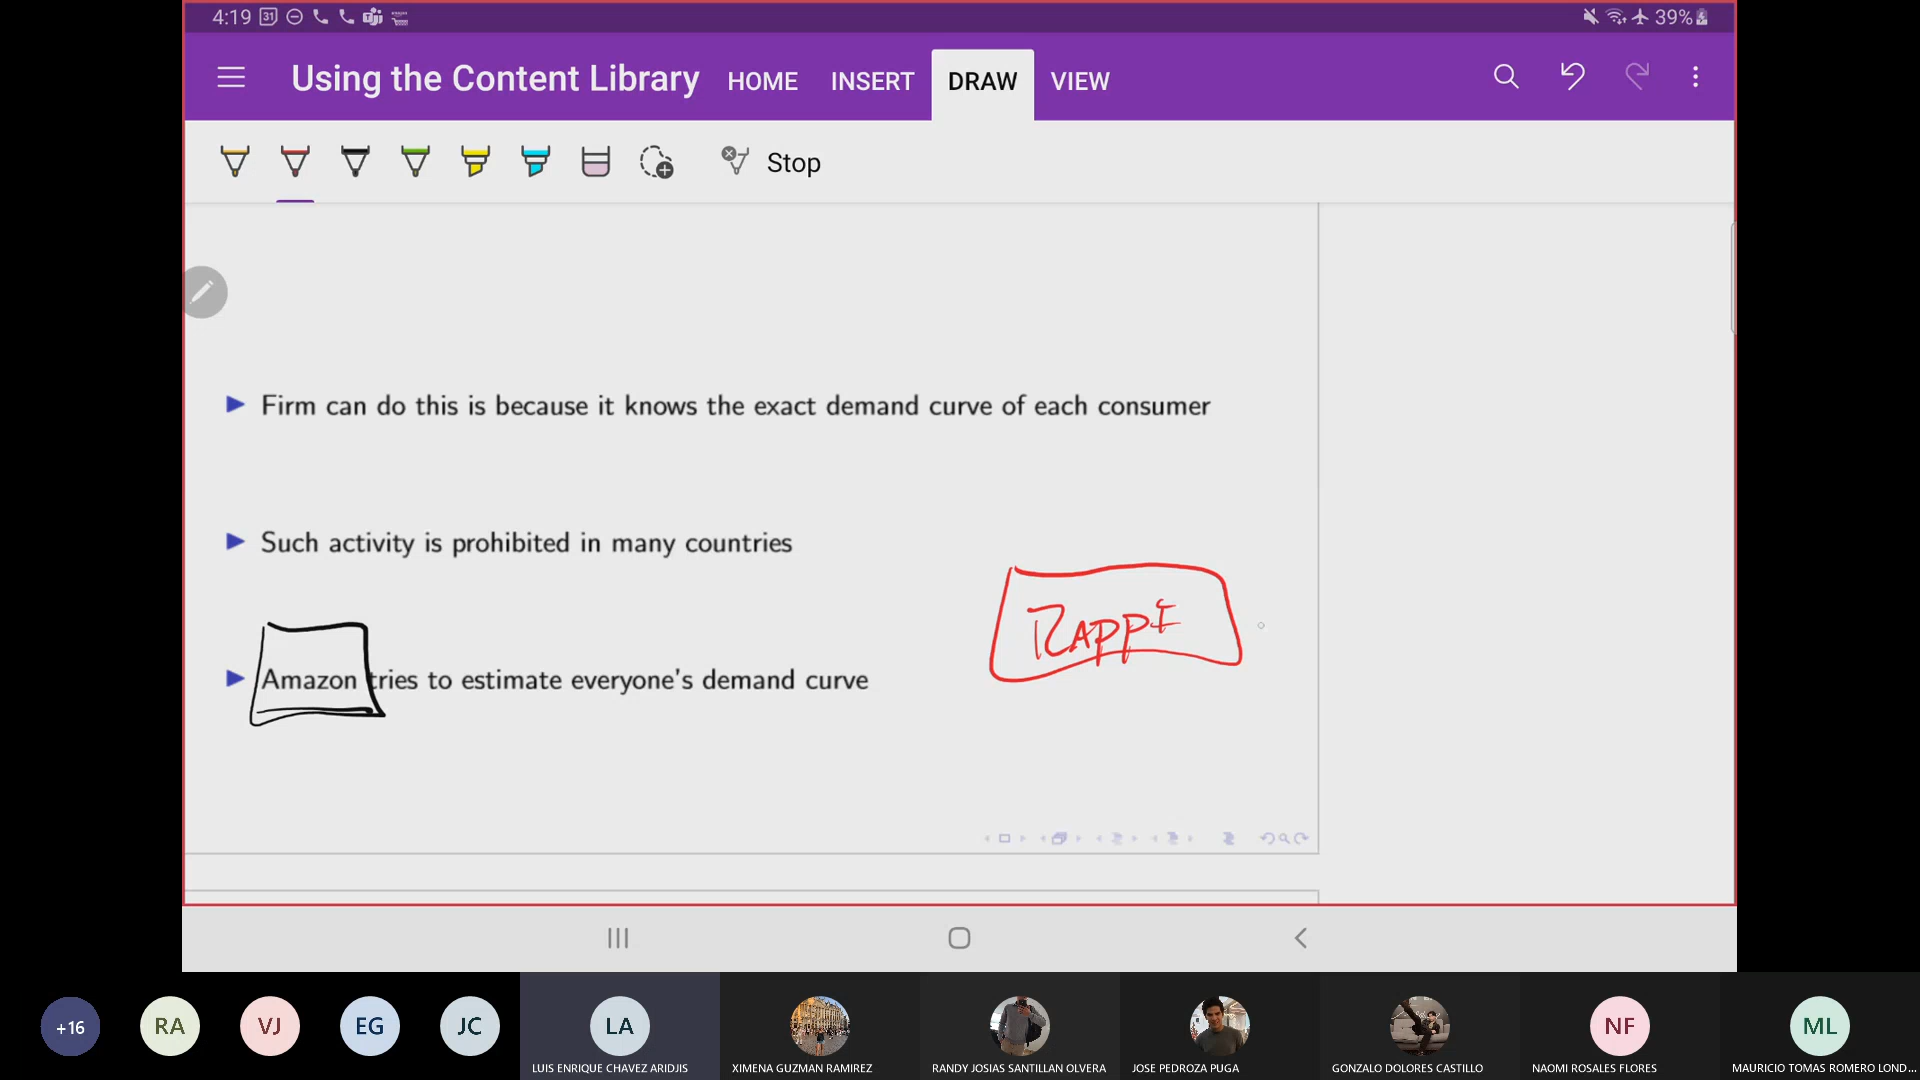 4:19 31 39%
Using the Content Library HOME INSERT DRAW VIEW
Stop
Firm can do this is because it knows the exact demand curve of each consumer
Such activity is prohibited in many countries
RAPPI
Amazon tries to estimate everyone's demand curve
+16 RA VJ EG JC LA NF ML
LUIS ENRIQUE CHAVEZ ARIDJIS XIMENA GUZMAN RAMIREZ RANDY JOSIAS SANTILLAN OLVERA JOSE PEDROZA PUGA GONZALO DOLORES CASTILLO NAOMI ROSALES FLORES MAURICIO TOMAS ROMERO LOND...